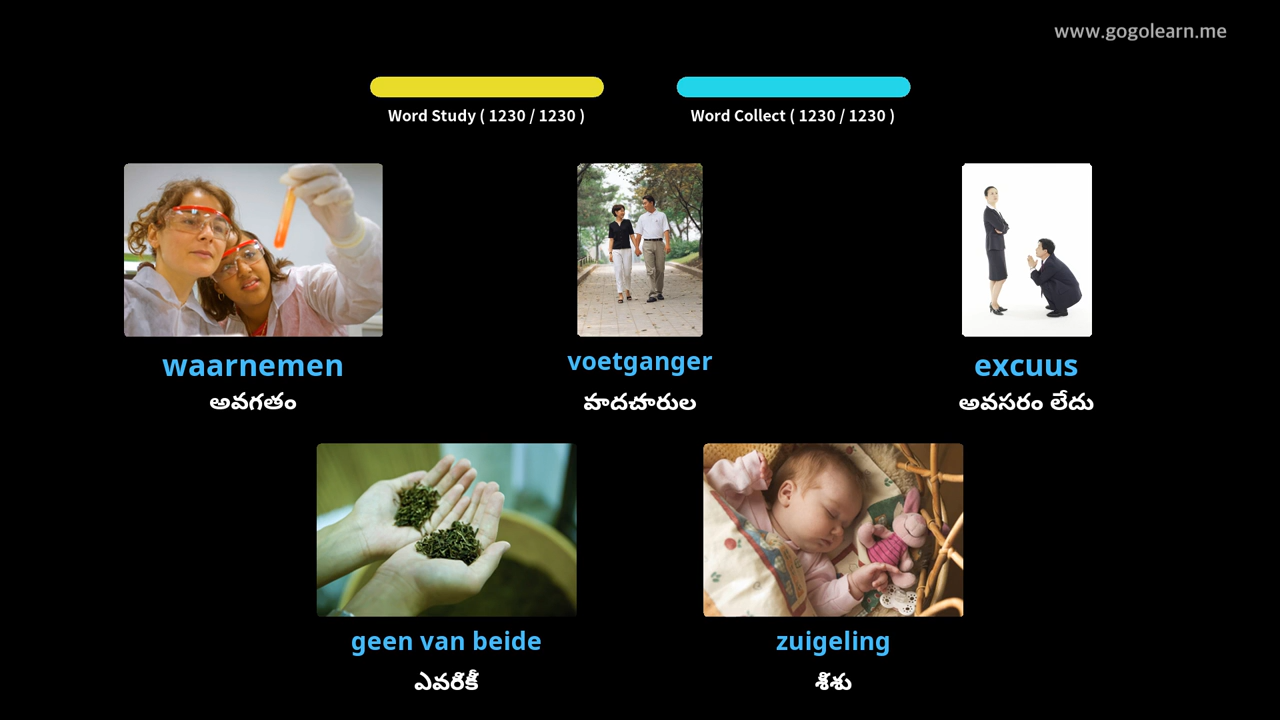 www.gogolearn.me
Word Study ( 1230 / 1230 )
Word Collect ( 1230 / 1230 )
waarnemen
voetganger
excuus
అవగతం
పాదచారుల
అవసరం లేదు
geen van beide
zuigeling
ఎవరికీ
శిశు